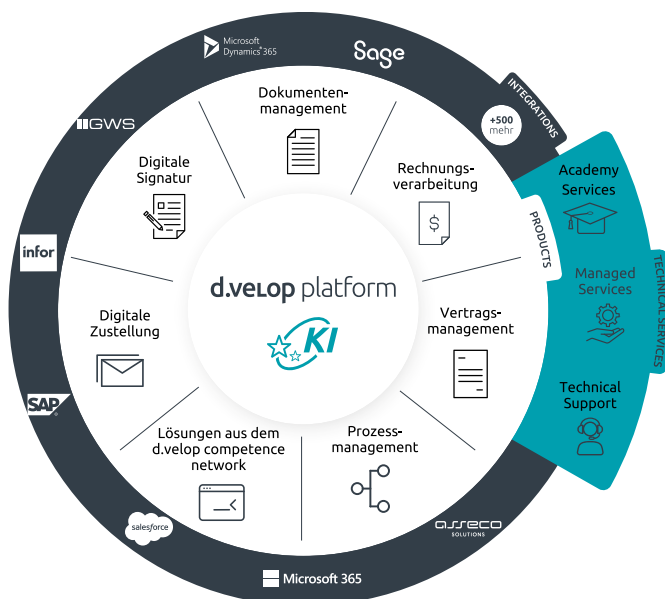 Microsoft
Dynamics 365
Sage
GWS
INTEGRATIONS
+500
mehr
Dokumenten-
management
Digitale
Signatur
Rechnungs-
verarbeitung
$
Academy
Services
PRODUCTS
infor
d.velop platform
KI
Managed
Services
TECHNICAL SERVICES
Digitale
Zustellung
Vertrags-
management
SAP
Technical
Support
Lösungen aus dem
d.velop competence
network
Prozess-
management
salesforce
asseco
SOLUTIONS
Microsoft 365